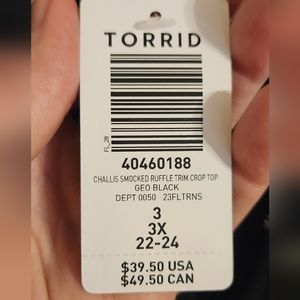 TORRID
FL_28
40460188
CHALLIS SMOCKED RUFFLE TRIM CROP TOP
GEO BLACK
DEPT 0050 23FLTRNS
3
3X
22-24
$39.50 USA
$49.50 CAN